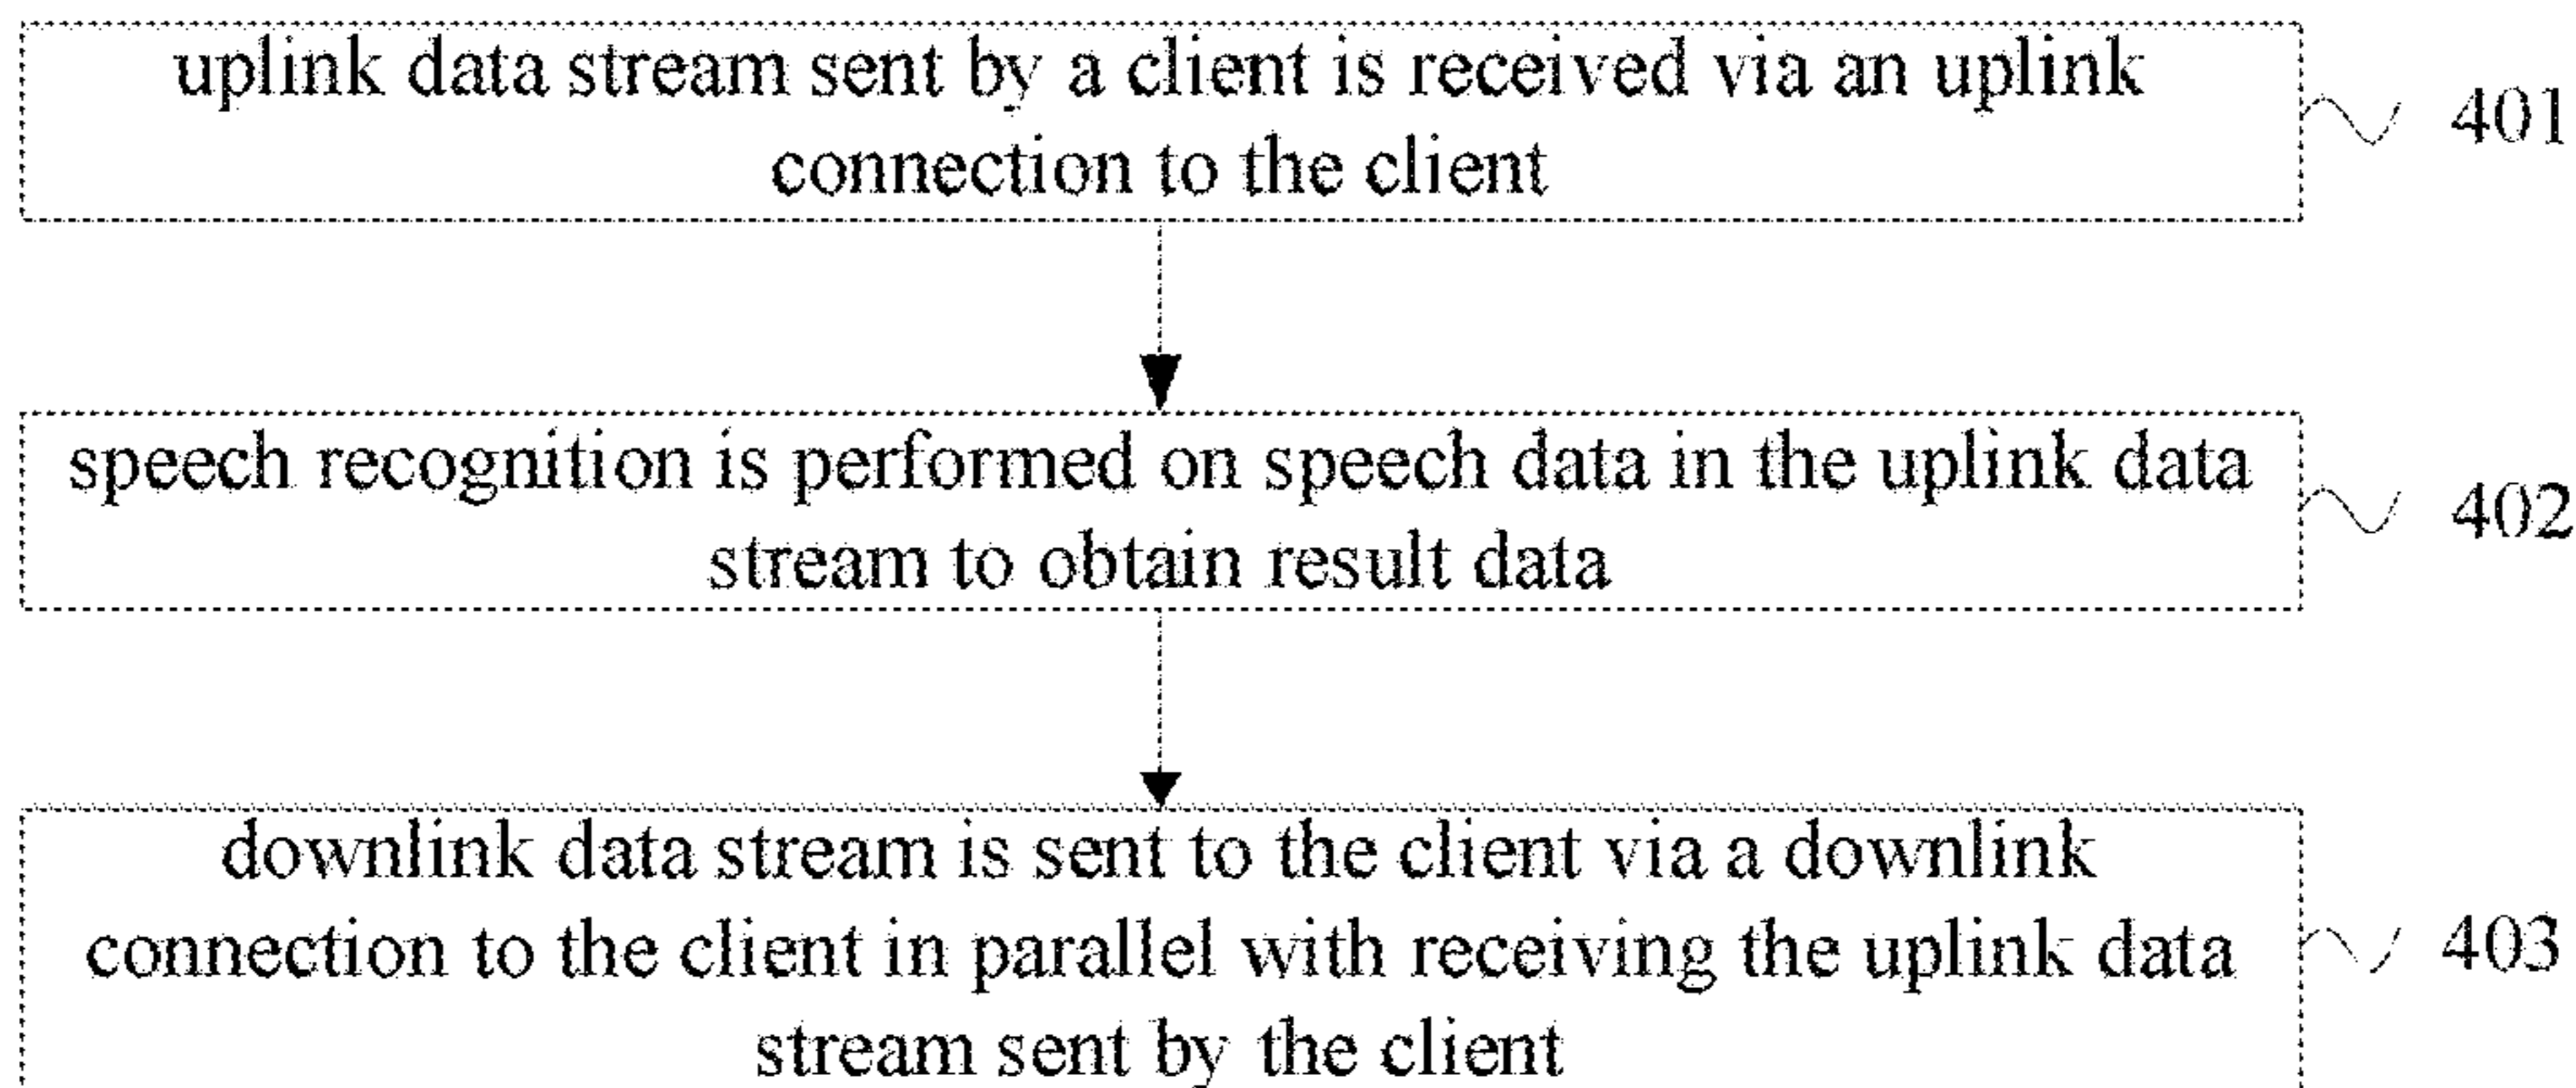 uplink data stream sent by a client is received via an uplink
connection to the client
401
speech recognition is performed on speech data in the uplink data
stream to obtain result data
402
downlink data stream is sent to the client via a downlink
connection to the client in parallel with receiving the uplink data
stream sent by the client
403